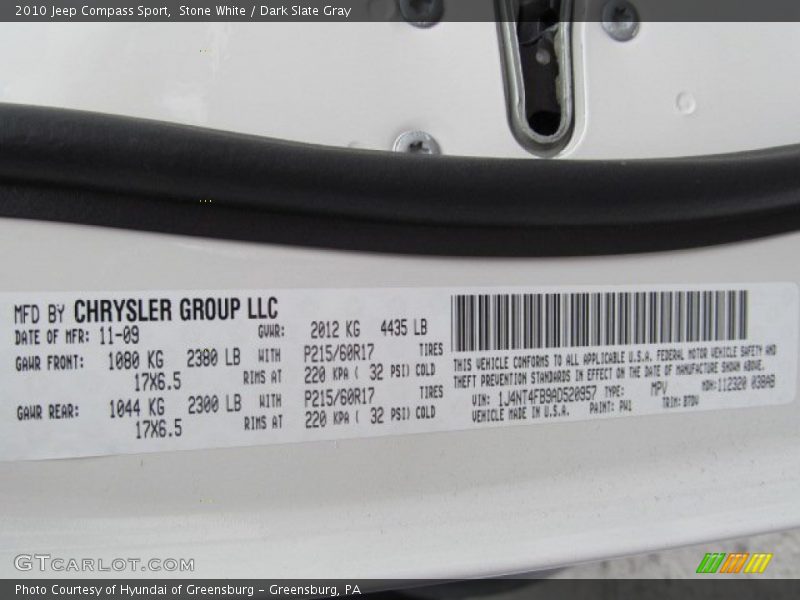 2010 Jeep Compass Sport, Stone White / Dark Slate Gray
MFD BY CHRYSLER GROUP LLC
DATE OF MFR: 11-09 GVWR: 2012 KG 4435 LB
GAWR FRONT: 1080 KG 2380 LB WITH P215/60R17 TIRES
17X6.5 RIMS AT 220 KPA ( 32 PSI) COLD
GAWR REAR: 1044 KG 2300 LB WITH P215/60R17 TIRES
17X6.5 RIMS AT 220 KPA ( 32 PSI) COLD
THIS VEHICLE CONFORMS TO ALL APPLICABLE U.S.A. FEDERAL MOTOR VEHICLE SAFETY AND
THEFT PREVENTION STANDARDS IN EFFECT ON THE DATE OF MANUFACTURE SHOWN ABOVE.
VIN: 1J4NT4FB9AD520957 TYPE: MPV MDH:112320 038AB
VEHICLE MADE IN U.S.A. PAINT: PW1 TRIM: B7DV
GTCARLOT.COM
Photo Courtesy of Hyundai of Greensburg - Greensburg, PA